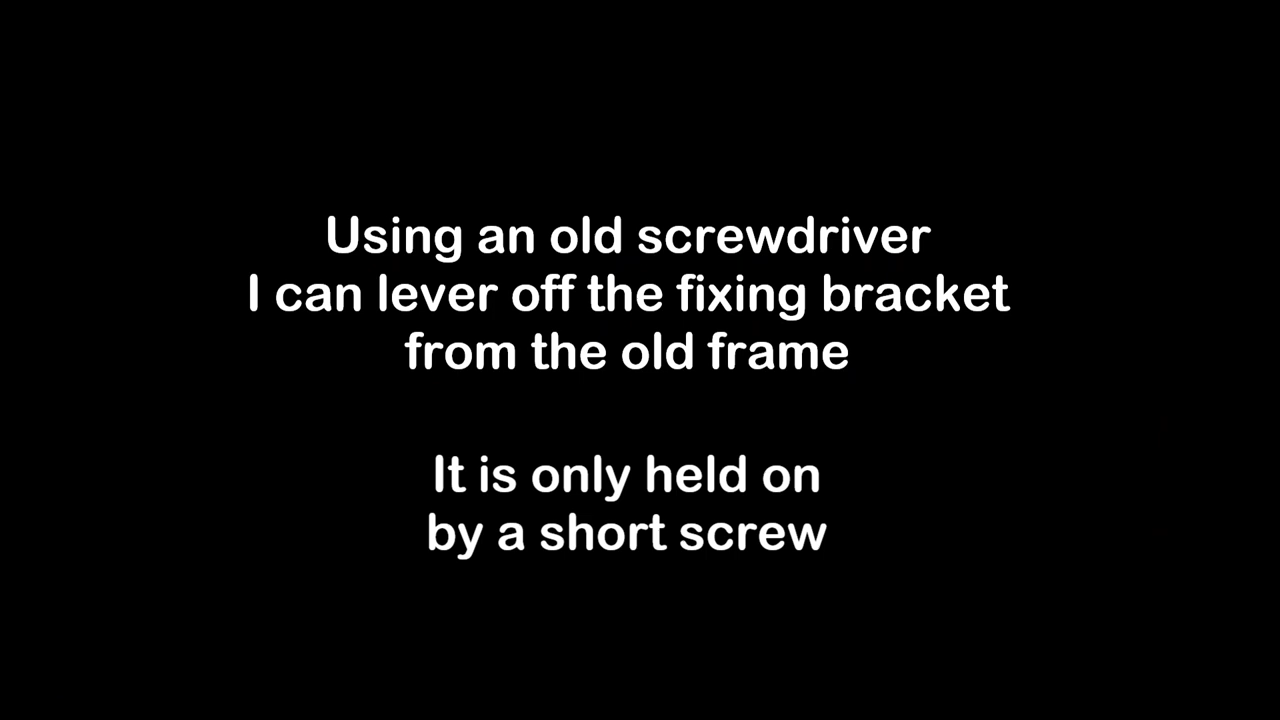 Using an old screwdriver
I can lever off the fixing bracket
from the old frame
It is only held on
by a short screw